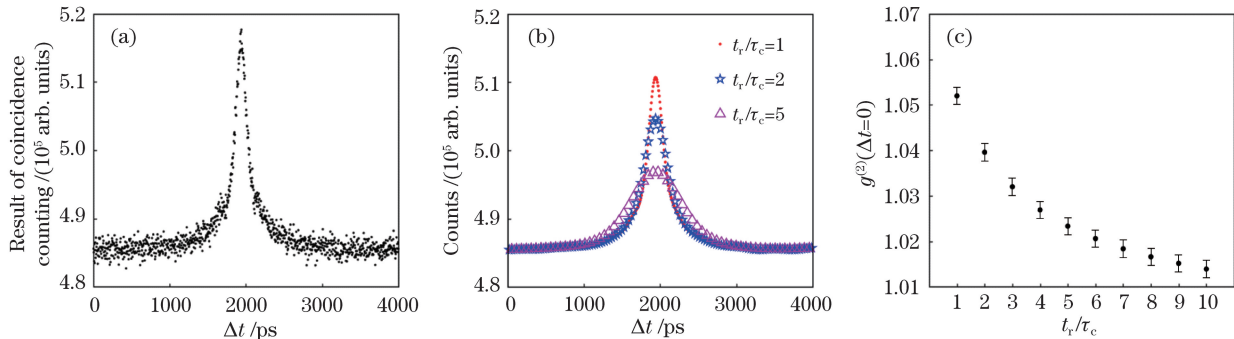 (a)
Result of coincidence
counting /(10⁵ arb. units)
5.2
5.1
5.0
4.9
4.8
0 1000 2000 3000 4000
Δt /ps
(b)
Counts /(10⁵ arb. units)
5.2
5.1
5.0
4.9
4.8
tᵣ/τ_c=1
tᵣ/τ_c=2
tᵣ/τ_c=5
0 1000 2000 3000 4000
Δt /ps
(c)
g⁽²⁾(Δt=0)
1.07
1.06
1.05
1.04
1.03
1.02
1.01
1 2 3 4 5 6 7 8 9 10
tᵣ/τ_c